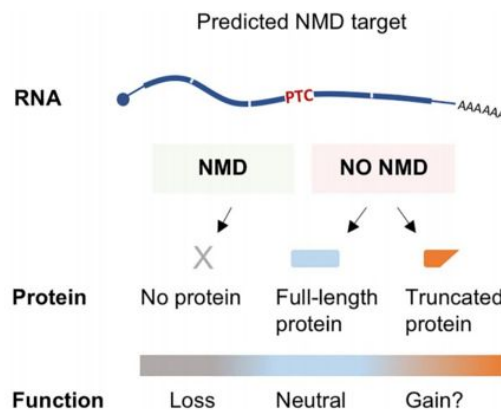 Predicted NMD target
RNA
PTC
AAAAAA
NMD
NO NMD
X
Protein
No protein
Full-length
protein
Truncated
protein
Function
Loss
Neutral
Gain?